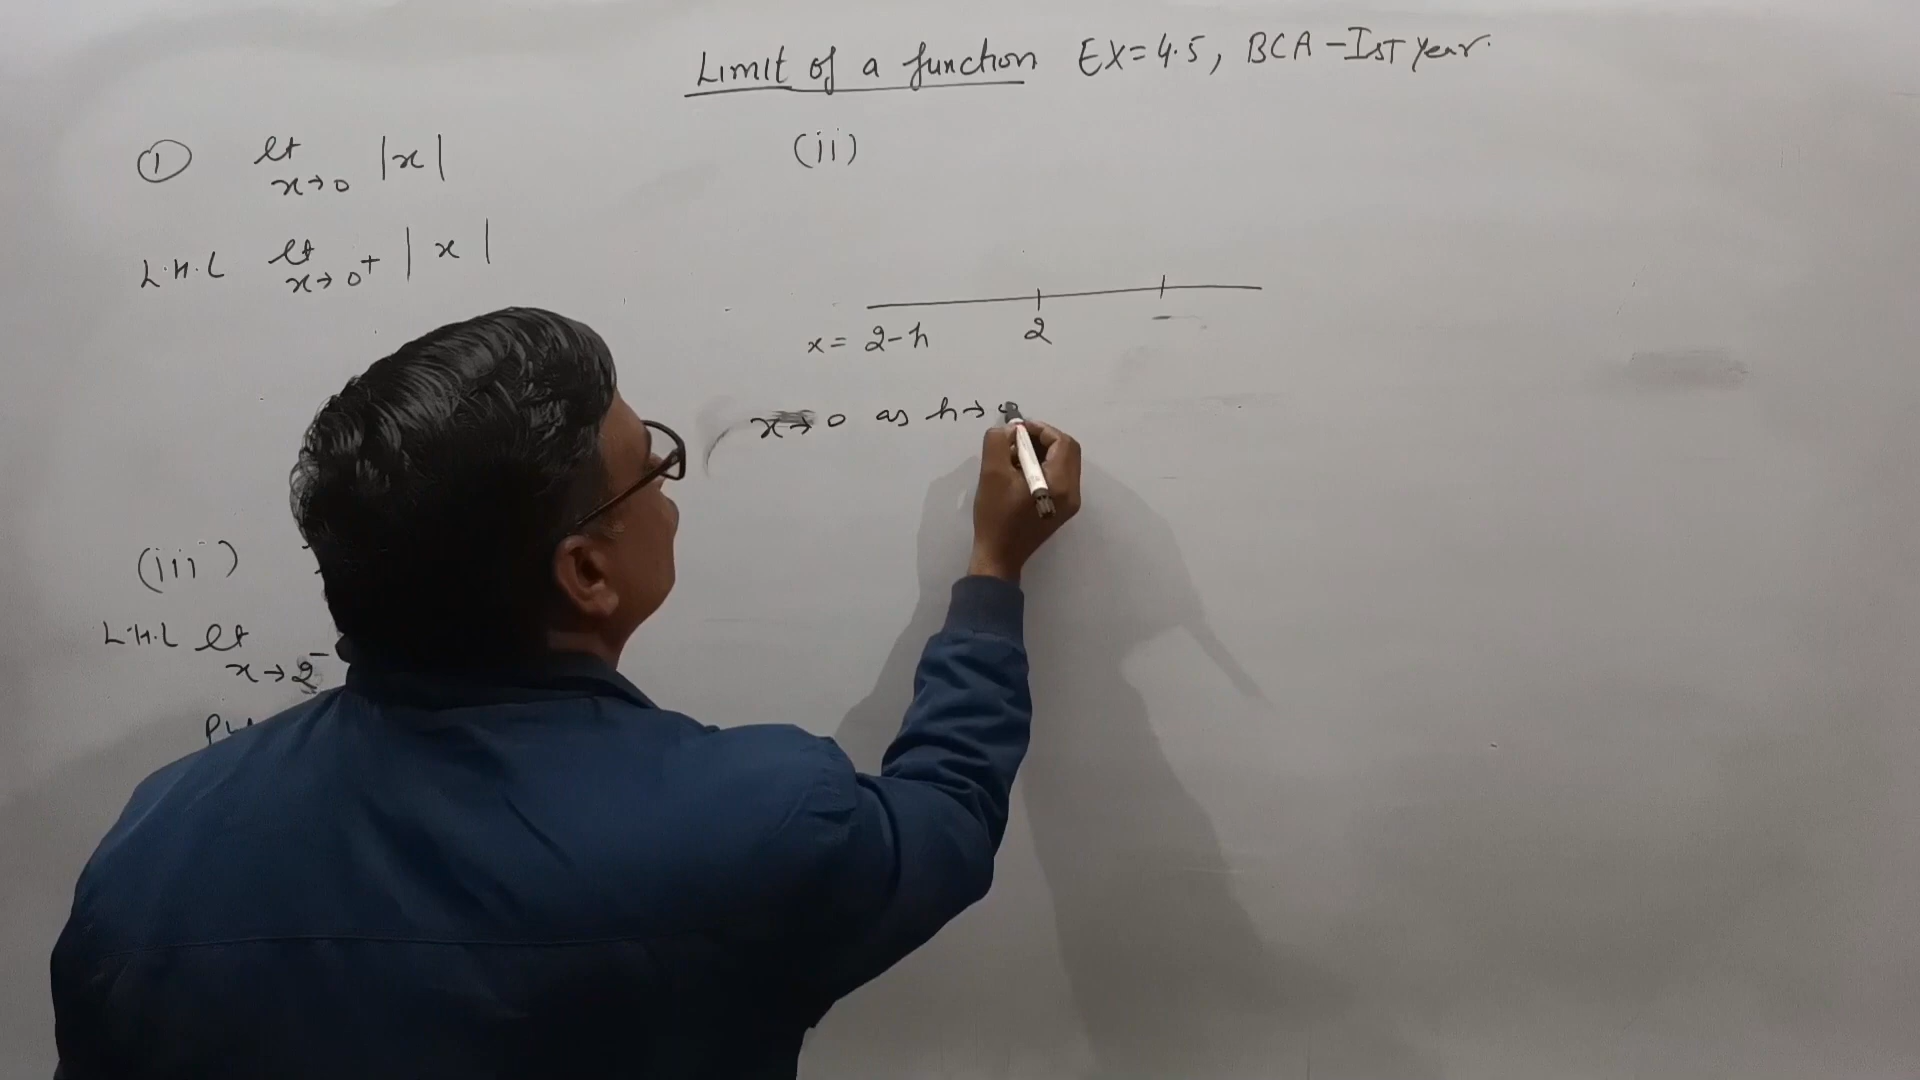 Limit of a function EX=4.5, BCA-Ist year.
① lt x→0 |x|
L.H.L lt x→0+ |x|
(ii)
x = 2-h 2
x→0 as h→
(iii)
L.H.L lt x→2⁻